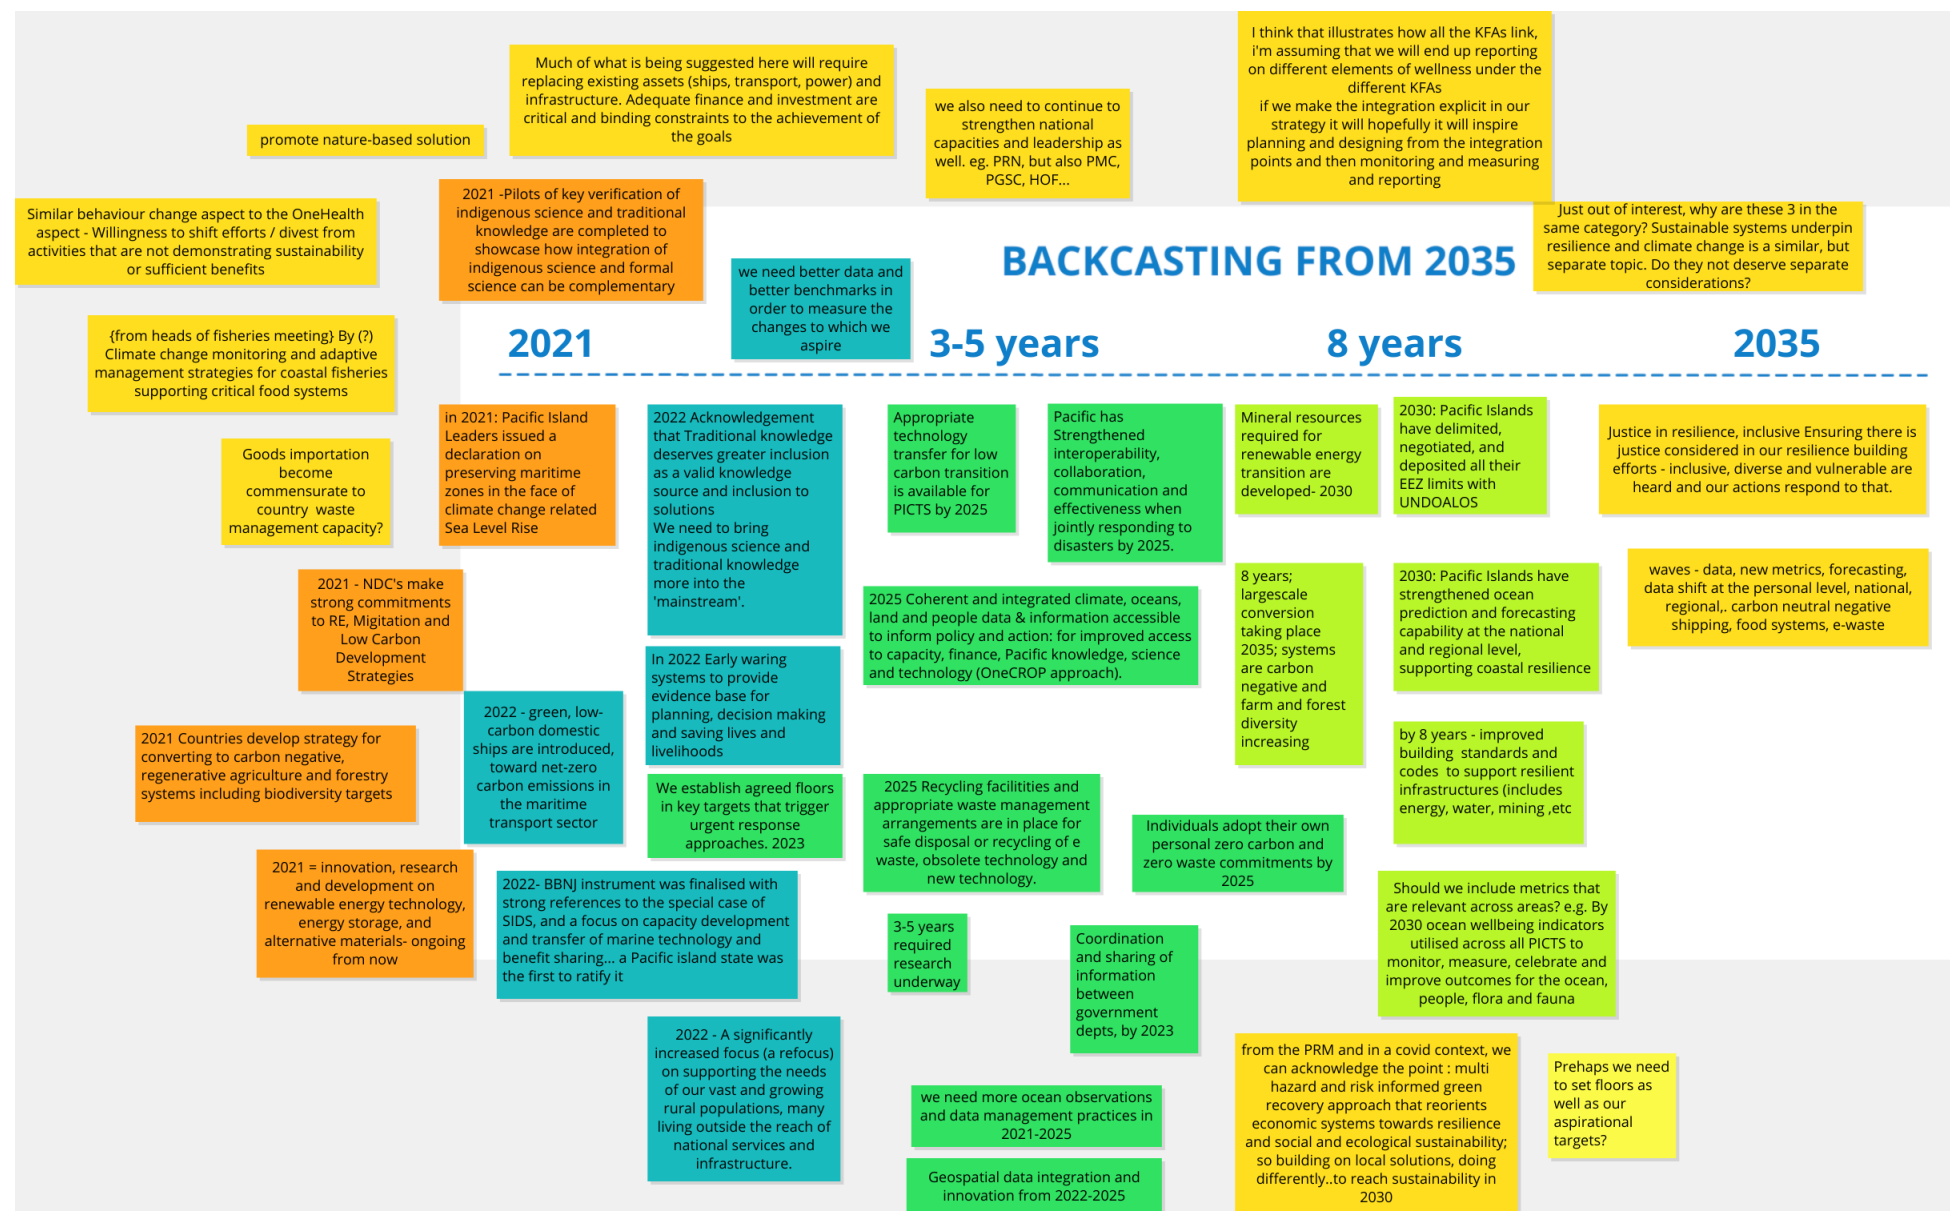 I think that illustrates how all the KFAs link,
i'm assuming that we will end up reporting
on different elements of wellness under the
different KFAs
if we make the integration explicit in our
strategy it will hopefully it will inspire
planning and designing from the integration
points and then monitoring and measuring
and reporting
Much of what is being suggested here will require
replacing existing assets (ships, transport, power) and
infrastructure. Adequate finance and investment are
critical and binding constraints to the achievement of
the goals
we also need to continue to
strengthen national
capacities and leadership as
well. eg. PRN, but also PMC,
PGSC, HOF...
promote nature-based solution
2021 -Pilots of key verification of
indigenous science and traditional
knowledge are completed to
showcase how integration of
indigenous science and formal
science can be complementary
Similar behaviour change aspect to the OneHealth
aspect - Willingness to shift efforts / divest from
activities that are not demonstrating sustainability
or sufficient benefits
Just out of interest, why are these 3 in the
same category? Sustainable systems underpin
resilience and climate change is a similar, but
separate topic. Do they not deserve separate
considerations?
BACKCASTING FROM 2035
we need better data and
better benchmarks in
order to measure the
changes to which we
aspire
{from heads of fisheries meeting} By (?)
Climate change monitoring and adaptive
management strategies for coastal fisheries
supporting critical food systems
2021
3-5 years
8 years
2035
Goods importation
become
commensurate to
country waste
management capacity?
in 2021: Pacific Island
Leaders issued a
declaration on
preserving maritime
zones in the face of
climate change related
Sea Level Rise
2022 Acknowledgement
that Traditional knowledge
deserves greater inclusion
as a valid knowledge
source and inclusion to
solutions
We need to bring
indigenous science and
traditional knowledge
more into the
'mainstream'.
Appropriate
technology
transfer for low
carbon transition
is available for
PICTS by 2025
Pacific has
Strengthened
interoperability,
collaboration,
communication and
effectiveness when
jointly responding to
disasters by 2025.
Mineral resources
required for
renewable energy
transition are
developed- 2030
2030: Pacific Islands
have delimited,
negotiated, and
deposited all their
EEZ limits with
UNDOALOS
Justice in resilience, inclusive Ensuring there is
justice considered in our resilience building
efforts - inclusive, diverse and vulnerable are
heard and our actions respond to that.
2021 - NDC's make
strong commitments
to RE, Migitation and
Low Carbon
Development
Strategies
2025 Coherent and integrated climate, oceans,
land and people data & information accessible
to inform policy and action: for improved access
to capacity, finance, Pacific knowledge, science
and technology (OneCROP approach).
8 years;
largescale
conversion
taking place
2035; systems
are carbon
negative and
farm and forest
diversity
increasing
2030: Pacific Islands have
strengthened ocean
prediction and forecasting
capability at the national
and regional level,
supporting coastal resilience
waves - data, new metrics, forecasting,
data shift at the personal level, national,
regional,. carbon neutral negative
shipping, food systems, e-waste
In 2022 Early waring
systems to provide
evidence base for
planning, decision making
and saving lives and
livelihoods
2022 - green, low-
carbon domestic
ships are introduced,
toward net-zero
carbon emissions in
the maritime
transport sector
2021 Countries develop strategy for
converting to carbon negative,
regenerative agriculture and forestry
systems including biodiversity targets
by 8 years - improved
building standards and
codes to support resilient
infrastructures (includes
energy, water, mining ,etc
We establish agreed floors
in key targets that trigger
urgent response
approaches. 2023
2025 Recycling facilitities and
appropriate waste management
arrangements are in place for
safe disposal or recycling of e
waste, obsolete technology and
new technology.
Individuals adopt their own
personal zero carbon and
zero waste commitments by
2025
2021 = innovation, research
and development on
renewable energy technology,
energy storage, and
alternative materials- ongoing
from now
2022- BBNJ instrument was finalised with
strong references to the special case of
SIDS, and a focus on capacity development
and transfer of marine technology and
benefit sharing... a Pacific island state was
the first to ratify it
3-5 years
required
research
underway
Coordination
and sharing of
information
between
government
depts, by 2023
Should we include metrics that
are relevant across areas? e.g. By
2030 ocean wellbeing indicators
utilised across all PICTS to
monitor, measure, celebrate and
improve outcomes for the ocean,
people, flora and fauna
2022 - A significantly
increased focus (a refocus)
on supporting the needs
of our vast and growing
rural populations, many
living outside the reach of
national services and
infrastructure.
we need more ocean observations
and data management practices in
2021-2025
Geospatial data integration and
innovation from 2022-2025
from the PRM and in a covid context, we
can acknowledge the point : multi
hazard and risk informed green
recovery approach that reorients
economic systems towards resilience
and social and ecological sustainability;
so building on local solutions, doing
differently..to reach sustainability in
2030
Prehaps we need
to set floors as
well as our
aspirational
targets?